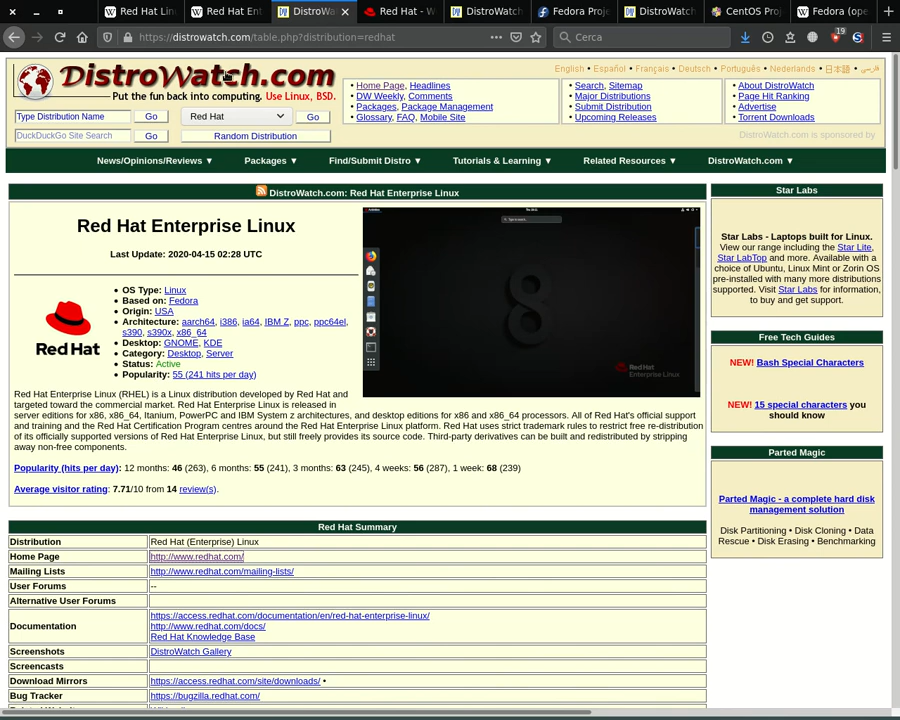 Red Hat Lin
Red Hat Ent
DistroWa
Red Hat - W
DistroWatch
Fedora Proje
DistroWatch
CentOS Proj
Fedora (ope
https://distrowatch.com/table.php?distribution=redhat
Cerca
19
DistroWatch.com
Put the fun back into computing. Use Linux, BSD.
English • Español • Français • Deutsch • Português • Nederlands • 日本語 • فارسی
• Home Page, Headlines
• DW Weekly, Comments
• Packages, Package Management
• Glossary, FAQ, Mobile Site
• Search, Sitemap
• Major Distributions
• Submit Distribution
• Upcoming Releases
• About DistroWatch
• Page Hit Ranking
• Advertise
• Torrent Downloads
Type Distribution Name Go Red Hat Go
DuckDuckGo Site Search Go Random Distribution
DistroWatch.com is sponsored by
News/Opinions/Reviews ▼ Packages ▼ Find/Submit Distro ▼ Tutorials & Learning ▼ Related Resources ▼ DistroWatch.com ▼
DistroWatch.com: Red Hat Enterprise Linux
Red Hat Enterprise Linux
Last Update: 2020-04-15 02:28 UTC
Red Hat
• OS Type: Linux
• Based on: Fedora
• Origin: USA
• Architecture: aarch64, i386, ia64, IBM Z, ppc, ppc64el,
s390, s390x, x86_64
• Desktop: GNOME, KDE
• Category: Desktop, Server
• Status: Active
• Popularity: 55 (241 hits per day)
8
Red Hat
Enterprise Linux
Red Hat Enterprise Linux (RHEL) is a Linux distribution developed by Red Hat and
targeted toward the commercial market. Red Hat Enterprise Linux is released in
server editions for x86, x86_64, Itanium, PowerPC and IBM System z architectures, and desktop editions for x86 and x86_64 processors. All of Red Hat's official support
and training and the Red Hat Certification Program centres around the Red Hat Enterprise Linux platform. Red Hat uses strict trademark rules to restrict free re-distribution
of its officially supported versions of Red Hat Enterprise Linux, but still freely provides its source code. Third-party derivatives can be built and redistributed by stripping
away non-free components.
Popularity (hits per day): 12 months: 46 (263), 6 months: 55 (241), 3 months: 63 (245), 4 weeks: 56 (287), 1 week: 68 (239)
Average visitor rating: 7.71/10 from 14 review(s).
Red Hat Summary
Distribution Red Hat (Enterprise) Linux
Home Page http://www.redhat.com/
Mailing Lists http://www.redhat.com/mailing-lists/
User Forums --
Alternative User Forums
Documentation
https://access.redhat.com/documentation/en/red-hat-enterprise-linux/
http://www.redhat.com/docs/
Red Hat Knowledge Base
Screenshots DistroWatch Gallery
Screencasts
Download Mirrors https://access.redhat.com/site/downloads/ •
Bug Tracker https://bugzilla.redhat.com/
Star Labs
Star Labs - Laptops built for Linux.
View our range including the Star Lite,
Star LabTop and more. Available with a
choice of Ubuntu, Linux Mint or Zorin OS
pre-installed with many more distributions
supported. Visit Star Labs for information,
to buy and get support.
Free Tech Guides
NEW! Bash Special Characters
NEW! 15 special characters you
should know
Parted Magic
Parted Magic - a complete hard disk
management solution
Disk Partitioning • Disk Cloning • Data
Rescue • Disk Erasing • Benchmarking